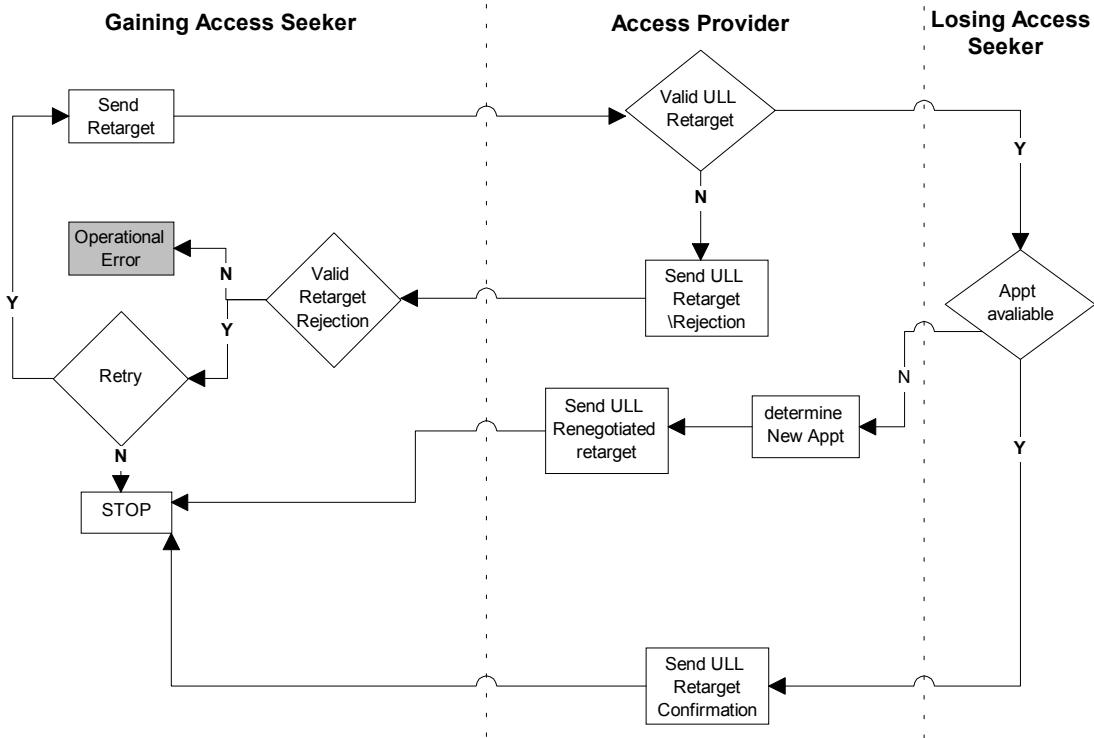 Gaining Access Seeker
Access Provider
Losing Access
Seeker
Send
Retarget
Valid ULL
Retarget
Y
N
Operational
Error
N
Valid
Retarget
Rejection
Send ULL
Retarget
\Rejection
Appt
avaliable
Y
Y
Retry
N
Send ULL
Renegotiated
retarget
determine
New Appt
N
Y
STOP
Send ULL
Retarget
Confirmation